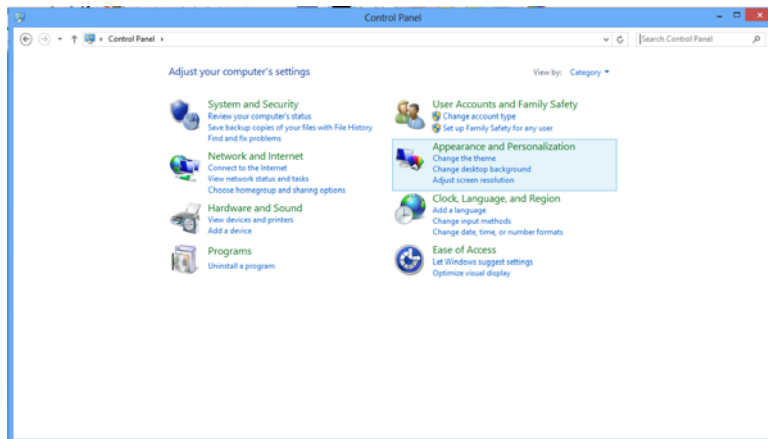 Control Panel
Control Panel
Search Control Panel
Adjust your computer's settings
View by: Category
System and Security
Review your computer's status
Save backup copies of your files with File History
Find and fix problems
Network and Internet
Connect to the Internet
View network status and tasks
Choose homegroup and sharing options
Hardware and Sound
View devices and printers
Add a device
Programs
Uninstall a program
User Accounts and Family Safety
Change account type
Set up Family Safety for any user
Appearance and Personalization
Change the theme
Change desktop background
Adjust screen resolution
Clock, Language, and Region
Add a language
Change input methods
Change date, time, or number formats
Ease of Access
Let Windows suggest settings
Optimize visual display